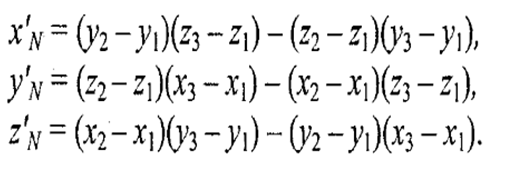 x'_N = (y_2 – y_1)(z_3 – z_1) – (z_2 – z_1)(y_3 – y_1),
y'_N = (z_2 – z_1)(x_3 – x_1) – (x_2 – x_1)(z_3 – z_1),
z'_N = (x_2 – x_1)(y_3 – y_1) – (y_2 – y_1)(x_3 – x_1).